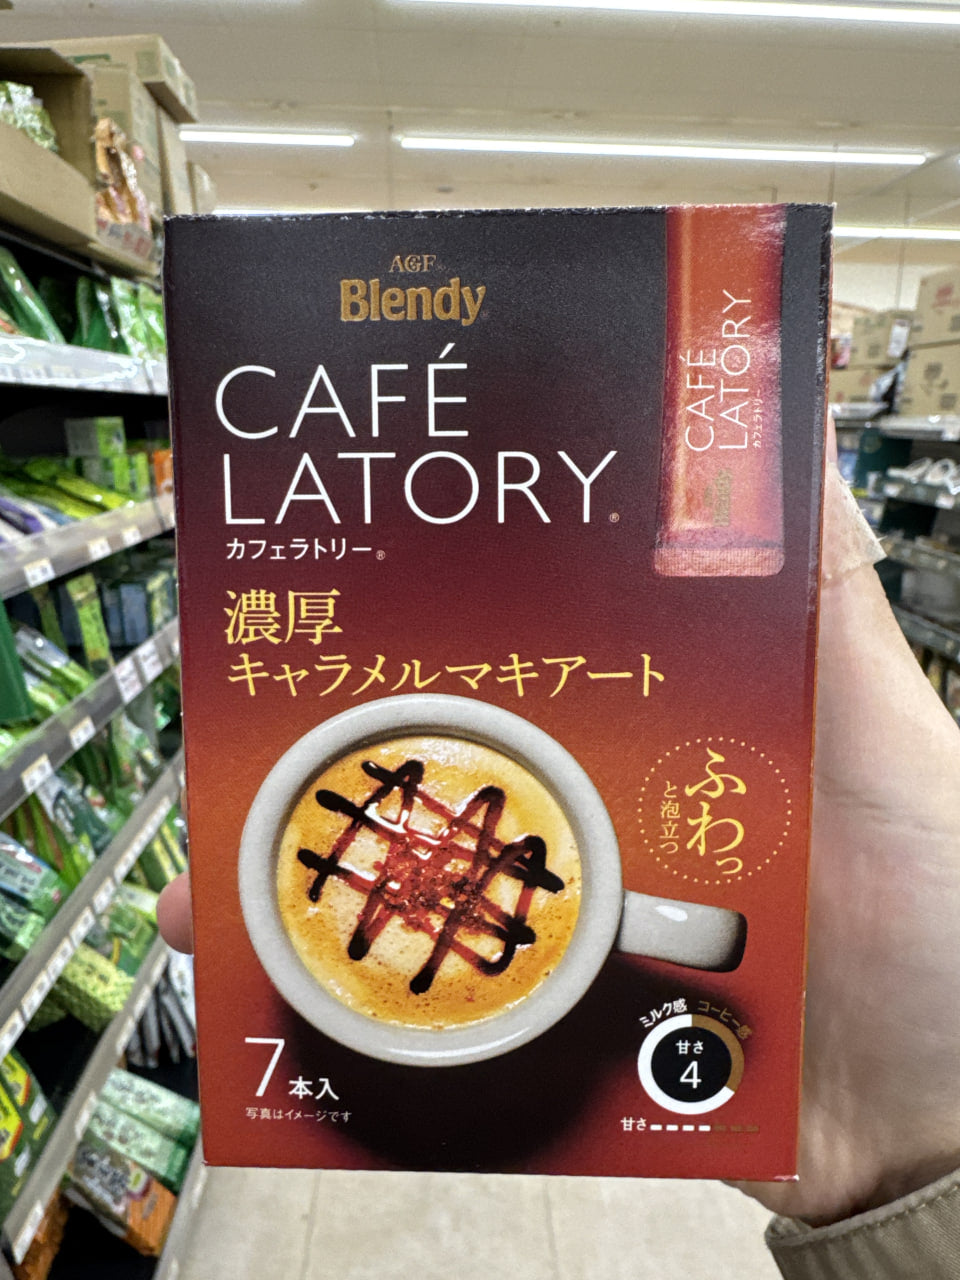 AGF®
Blendy
CAFÉ
LATORY®
カフェラトリー®
濃厚
キャラメルマキアート
ふわっ
と泡立つ
7本入
写真はイメージです
ミルク感 コーヒー感
甘さ
4
甘さ
CAFÉ
LATORY
カフェラトリー
Blendy